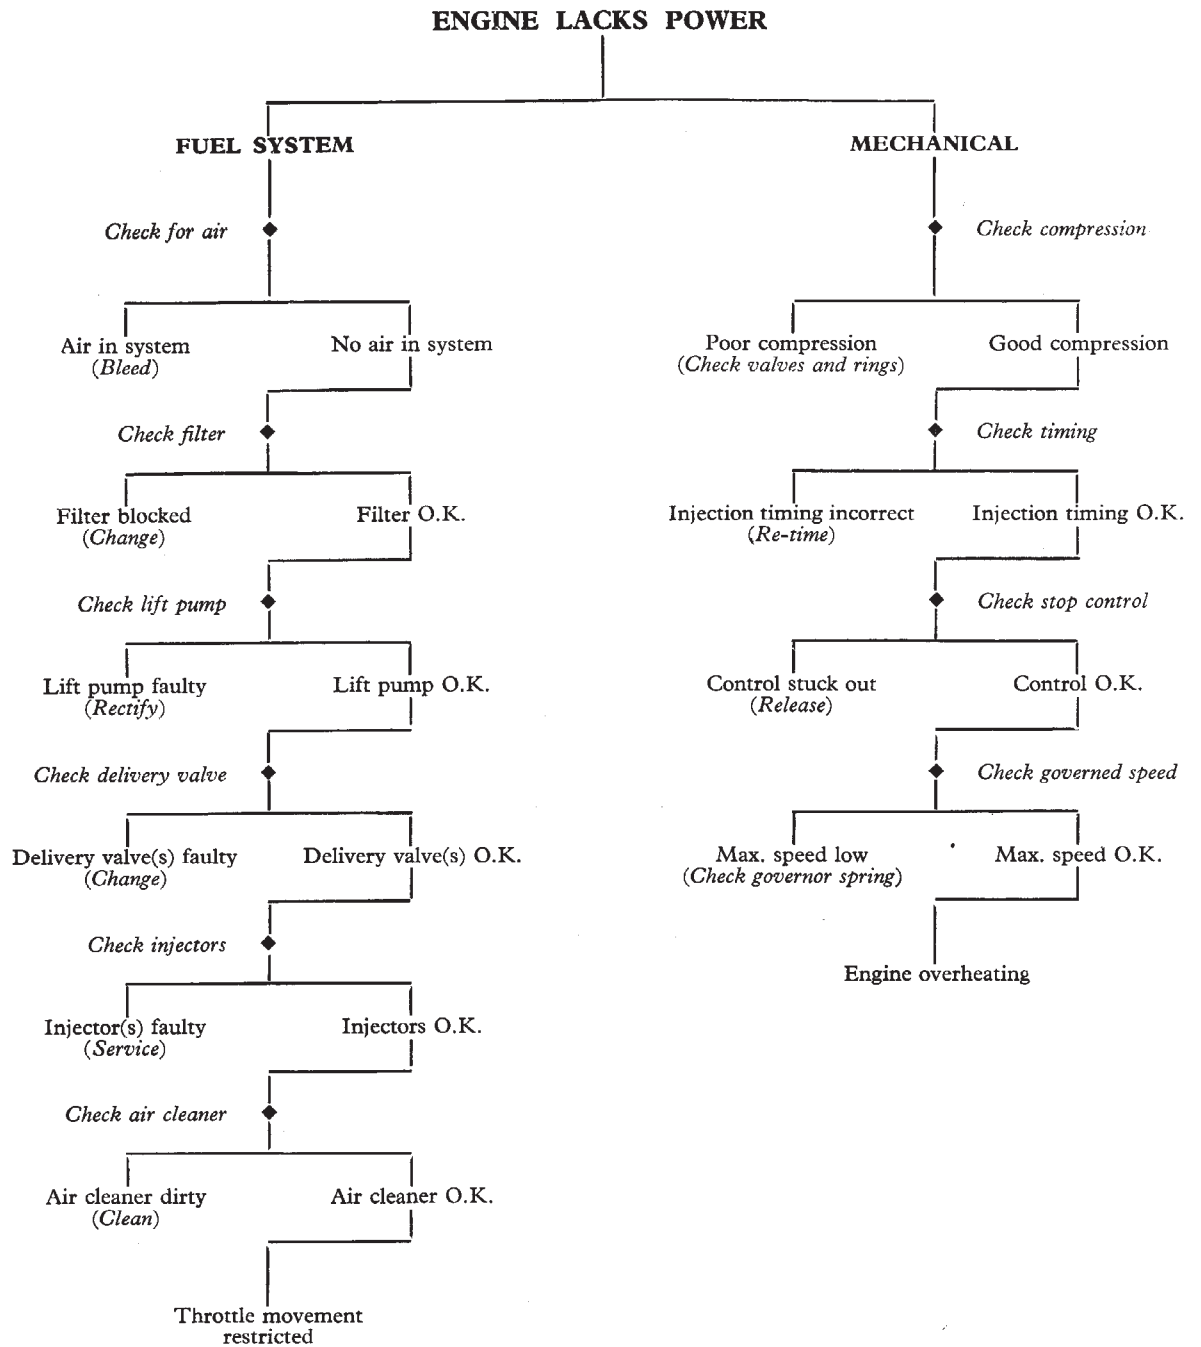 ENGINE LACKS POWER
FUEL SYSTEM
Check for air
Air in system
(Bleed)
No air in system
Check filter
Filter blocked
(Change)
Filter O.K.
Check lift pump
Lift pump faulty
(Rectify)
Lift pump O.K.
Check delivery valve
Delivery valve(s) faulty
(Change)
Delivery valve(s) O.K.
Check injectors
Injector(s) faulty
(Service)
Injectors O.K.
Check air cleaner
Air cleaner dirty
(Clean)
Air cleaner O.K.
Throttle movement
restricted
MECHANICAL
Check compression
Poor compression
(Check valves and rings)
Good compression
Check timing
Injection timing incorrect
(Re-time)
Injection timing O.K.
Check stop control
Control stuck out
(Release)
Control O.K.
Check governed speed
Max. speed low
(Check governor spring)
Max. speed O.K.
Engine overheating